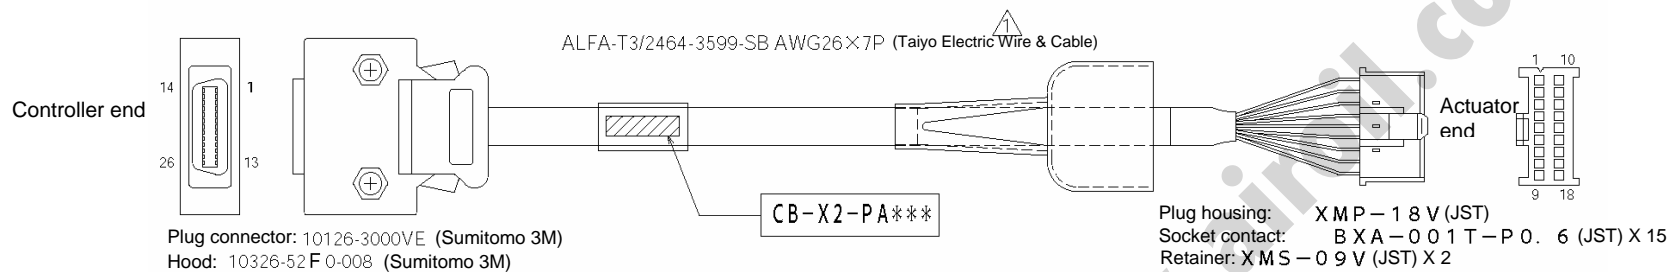 1
ALFA-T3/2464-3599-SB AWG26×7P (Taiyo Electric Wire & Cable)
14 1
1 10
Controller end
Actuator
end
26 13
9 18
CB-X2-PA***
Plug connector: 10126-3000VE (Sumitomo 3M)
Hood: 10326-52F0-008 (Sumitomo 3M)
Plug housing: XMP-18V (JST)
Socket contact: BXA-001T-P0. 6 (JST) X 15
Retainer: XMS-09V (JST) X 2
airoil.c